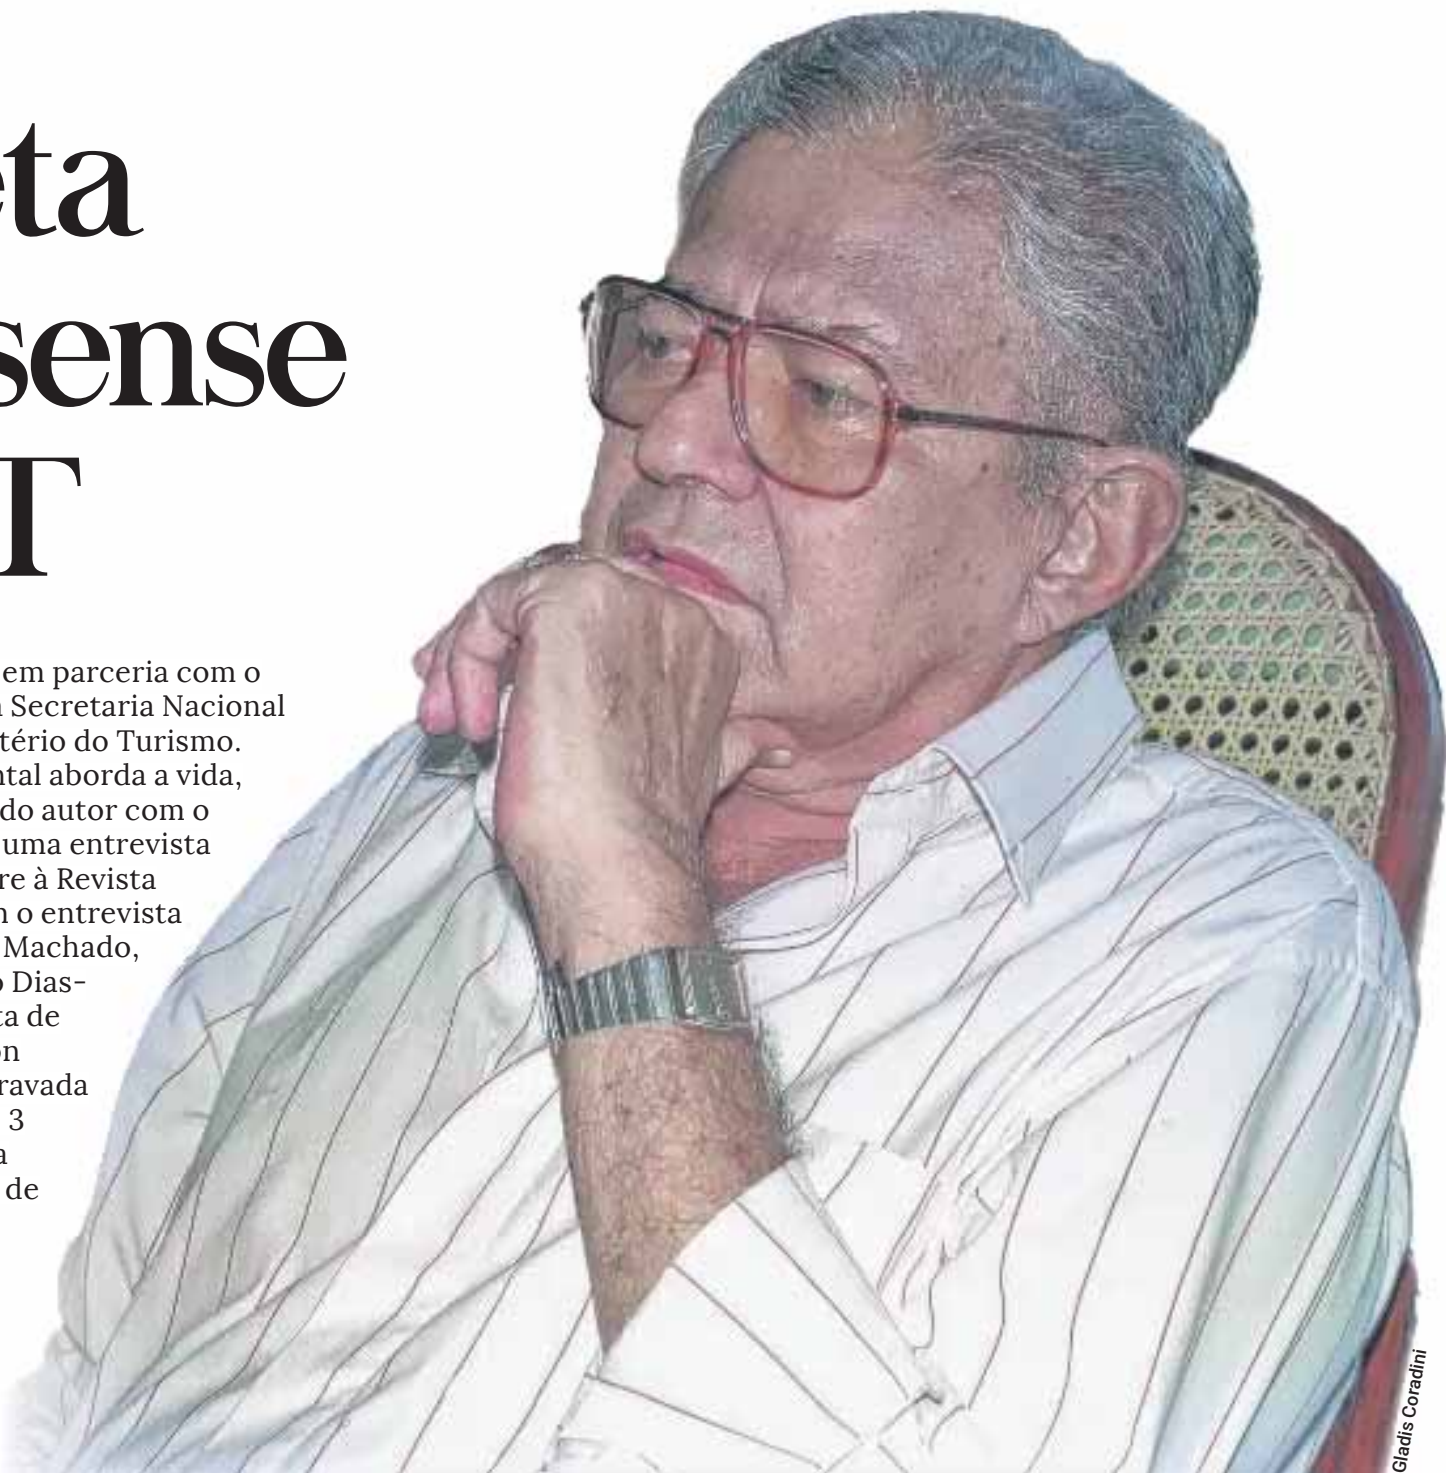 eta
sense
T
em parceria com o
a Secretaria Nacional
tério do Turismo.
ntal aborda a vida,
do autor com o
uma entrevista
re à Revista
m o entrevista
Machado,
o Dias-
ta de
on
ravada
3
a
de
Gladis Coradini